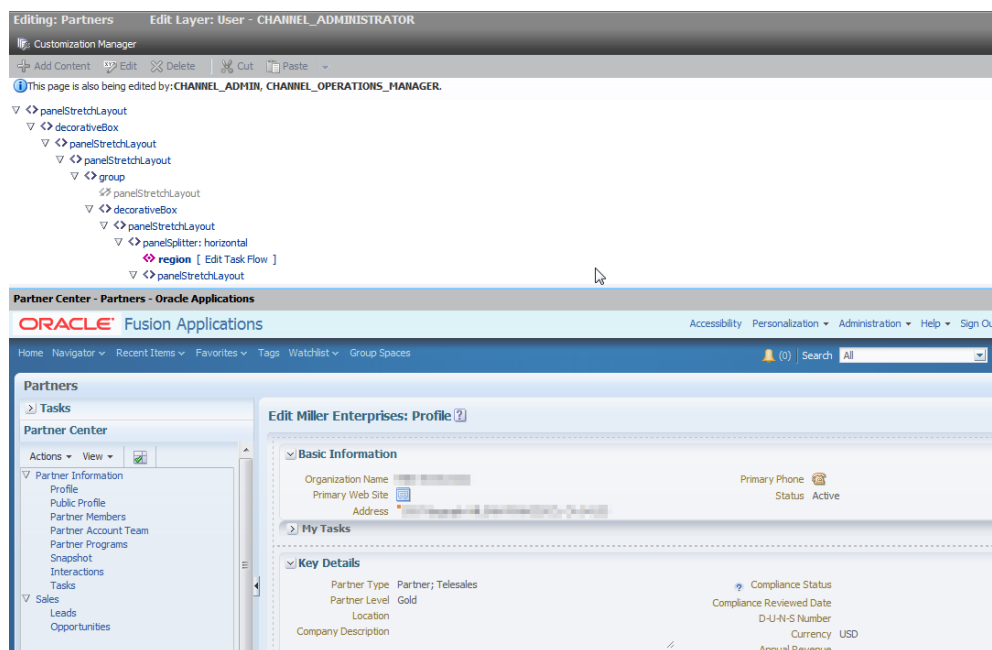 Editing: Partners Edit Layer: User - CHANNEL_ADMINISTRATOR
Customization Manager
Add Content Edit Delete Cut Paste
This page is also being edited by:CHANNEL_ADMIN, CHANNEL_OPERATIONS_MANAGER.
panelStretchLayout
decorativeBox
panelStretchLayout
panelStretchLayout
group
panelStretchLayout
decorativeBox
panelStretchLayout
panelSplitter: horizontal
region [ Edit Task Flow ]
panelStretchLayout
Partner Center - Partners - Oracle Applications
ORACLE Fusion Applications
Accessibility Personalization Administration Help Sign Ou
Home Navigator Recent Items Favorites Tags Watchlist Group Spaces (0) Search All
Partners
Tasks
Partner Center
Actions View
Partner Information
Profile
Public Profile
Partner Members
Partner Account Team
Partner Programs
Snapshot
Interactions
Tasks
Sales
Leads
Opportunities
Edit Miller Enterprises: Profile ?
Basic Information
Organization Name
Primary Web Site
Address
Primary Phone
Status Active
My Tasks
Key Details
Partner Type Partner; Telesales
Partner Level Gold
Location
Company Description
Compliance Status
Compliance Reviewed Date
D-U-N-S Number
Currency USD
Annual Revenue